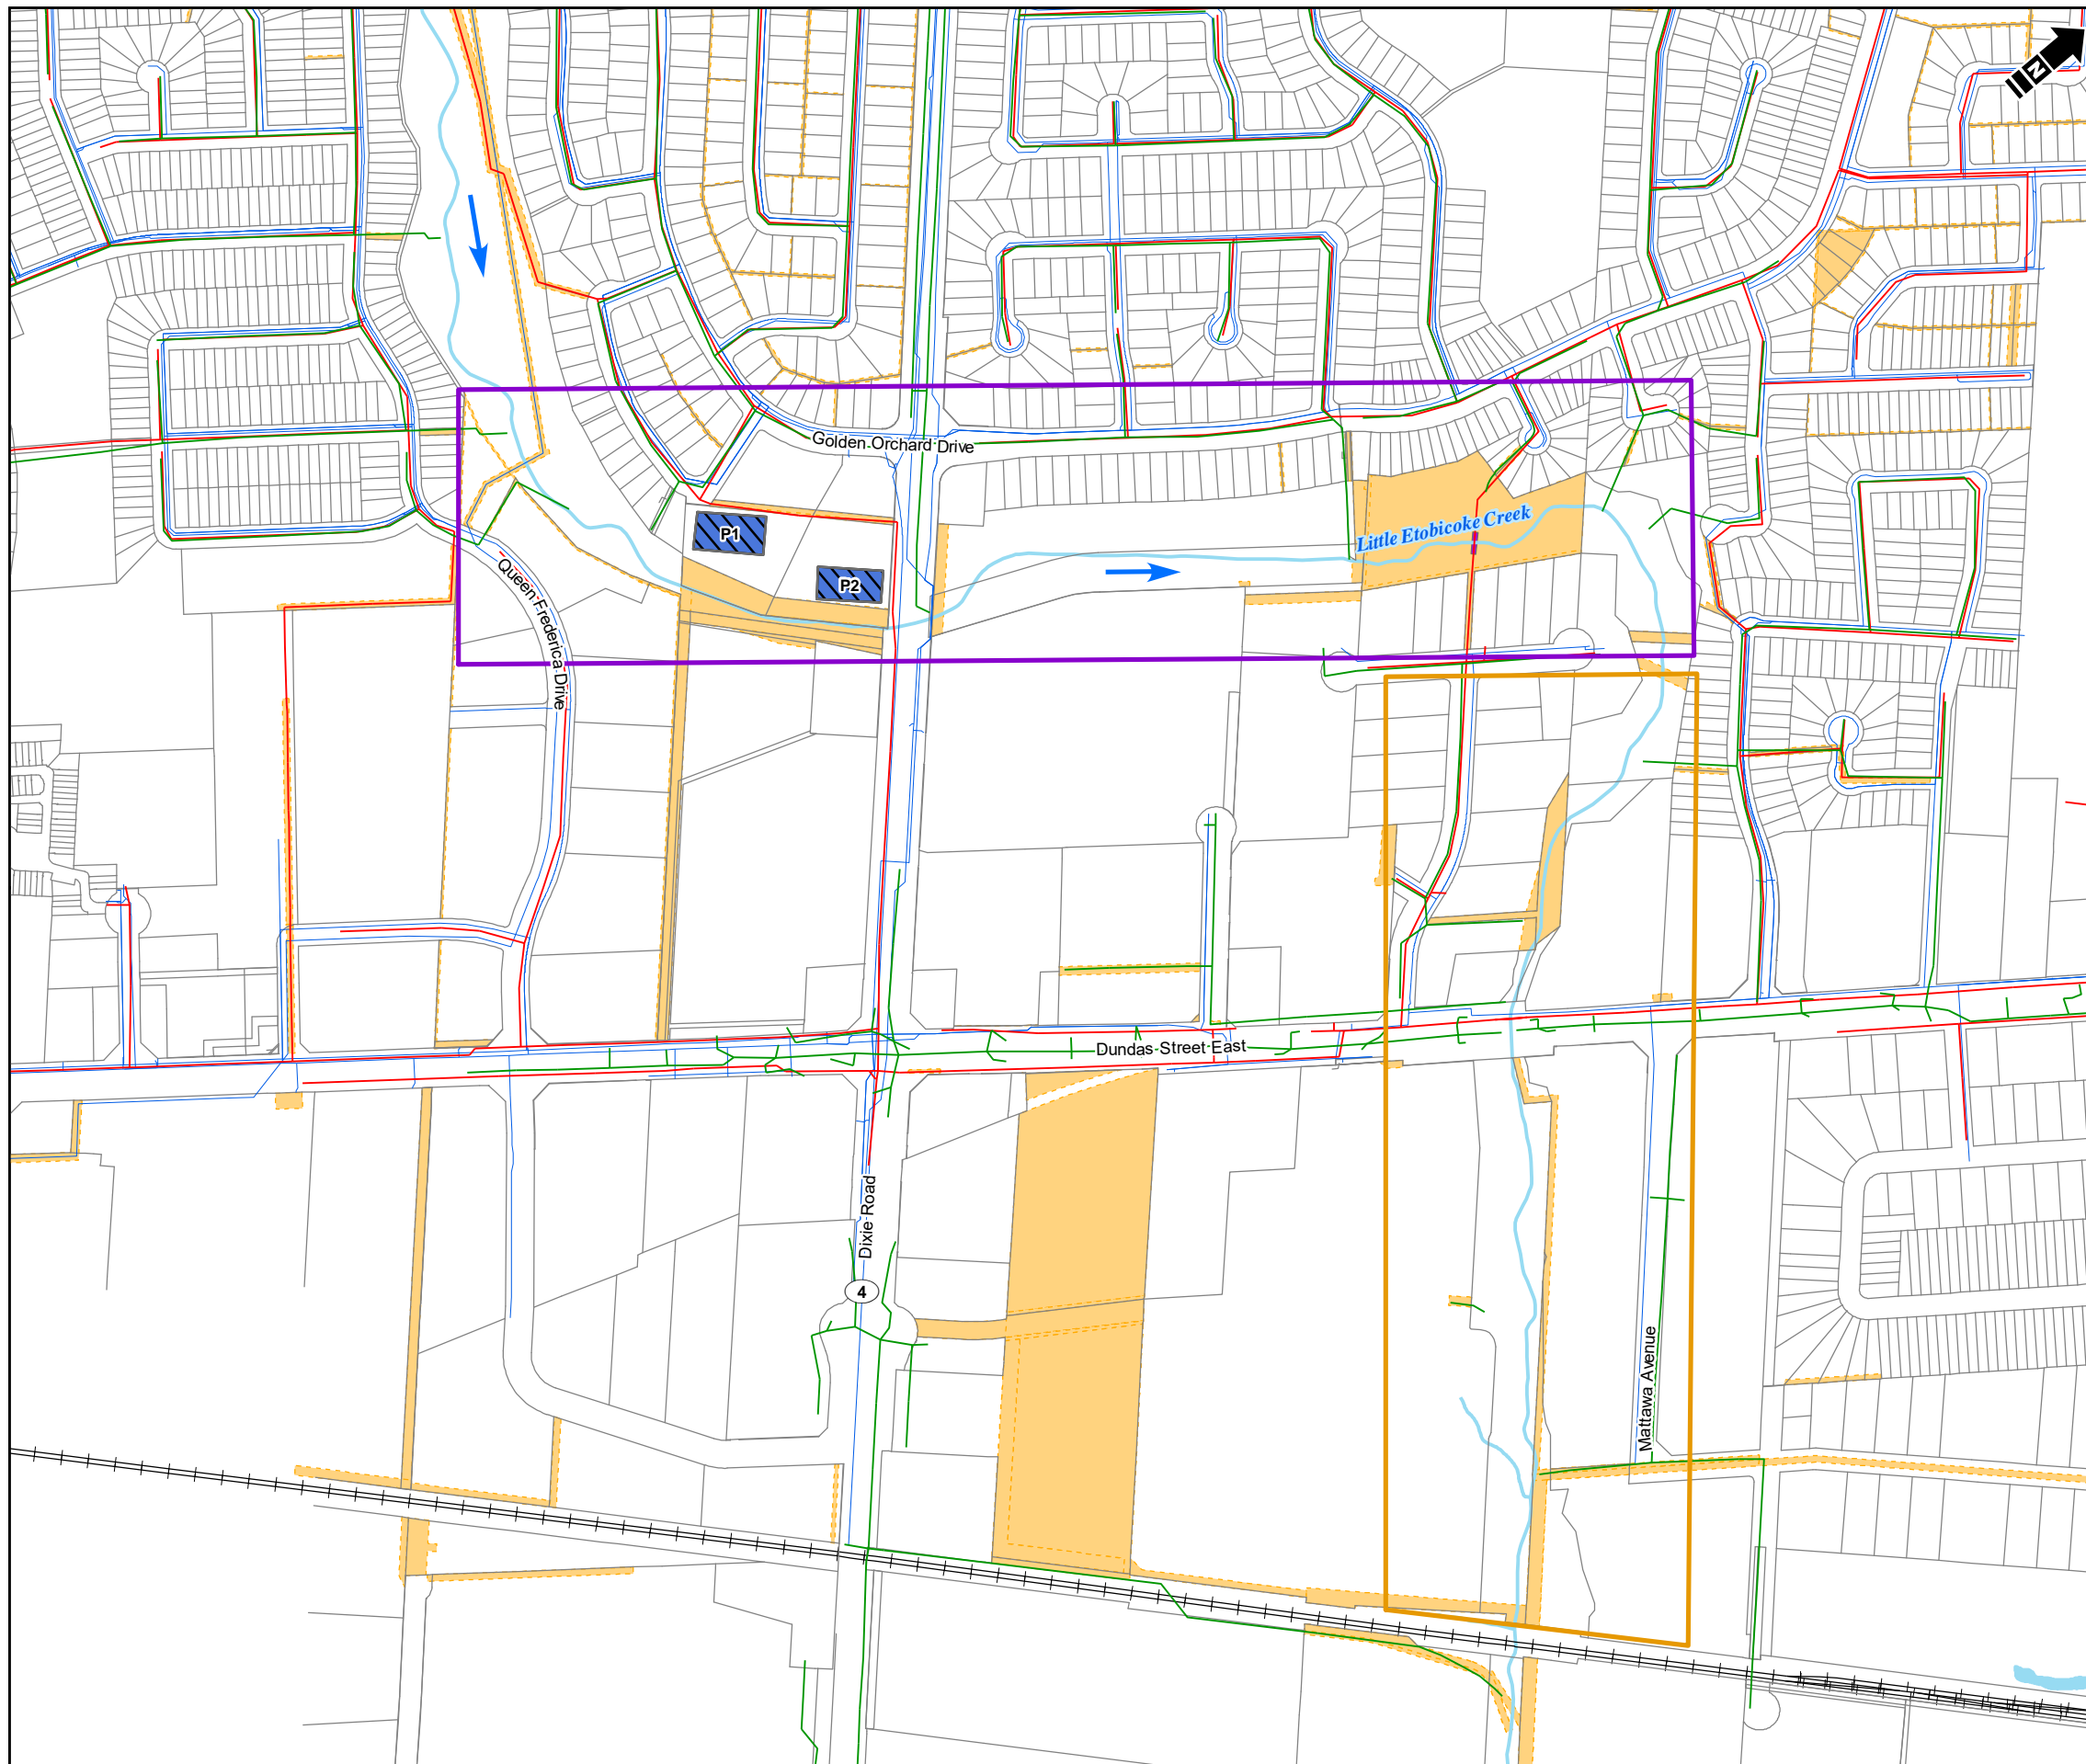 N
Golden Orchard Drive
Little Etobicoke Creek
P1
P2
Queen Frederica Drive
Dundas Street East
Dixie Road
4
Mattawa Avenue